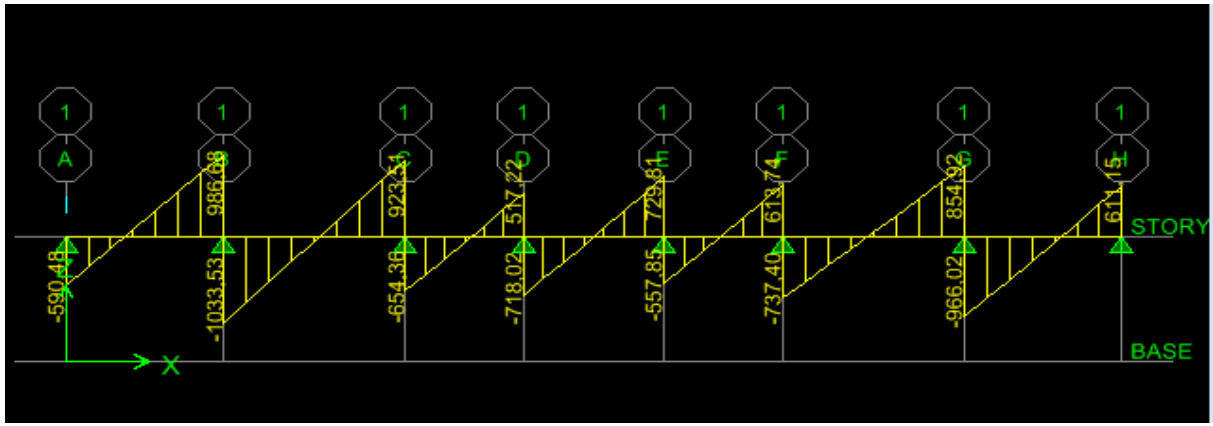 1 1 1 1 1 1 1 1
A B C D E F G H
986.68 923.51 517.22 729.81 613.74 854.92 611.15
STORY
-590.48 -1033.53 -654.36 -718.02 -557.85 -737.40 -966.02
Z
BASE
X